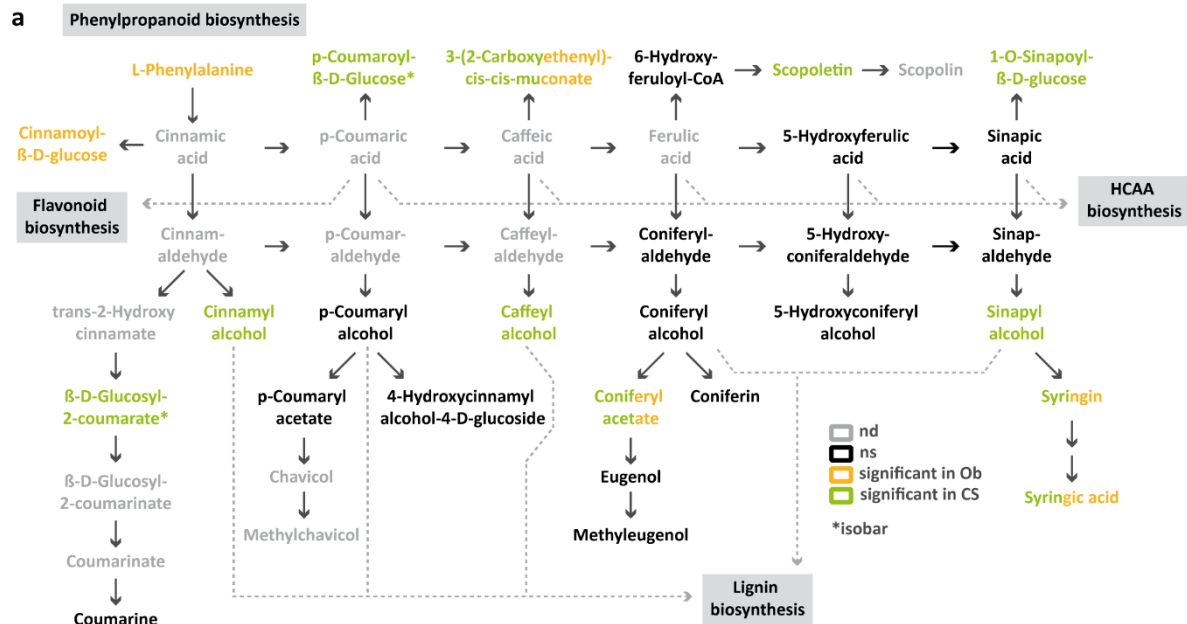 a
Phenylpropanoid biosynthesis
L-Phenylalanine
p-Coumaroyl-
ß-D-Glucose*
3-(2-Carboxyethenyl)-
cis-cis-muconate
6-Hydroxy-
feruloyl-CoA
Scopoletin
Scopolin
1-O-Sinapoyl-
ß-D-glucose
Cinnamoyl-
ß-D-glucose
Cinnamic
acid
p-Coumaric
acid
Caffeic
acid
Ferulic
acid
5-Hydroxyferulic
acid
Sinapic
acid
Flavonoid
biosynthesis
HCAA
biosynthesis
Cinnam-
aldehyde
p-Coumar-
aldehyde
Caffeyl-
aldehyde
Coniferyl-
aldehyde
5-Hydroxy-
coniferaldehyde
Sinap-
aldehyde
trans-2-Hydroxy
cinnamate
Cinnamyl
alcohol
p-Coumaryl
alcohol
Caffeyl
alcohol
Coniferyl
alcohol
5-Hydroxyconiferyl
alcohol
Sinapyl
alcohol
ß-D-Glucosyl-
2-coumarate*
p-Coumaryl
acetate
4-Hydroxycinnamyl
alcohol-4-D-glucoside
Coniferyl
acetate
Coniferin
Syringin
ß-D-Glucosyl-
2-coumarinate
Chavicol
Eugenol
Syringic acid
Coumarinate
Methylchavicol
Methyleugenol
Coumarine
Lignin
biosynthesis
nd
ns
significant in Ob
significant in CS
*isobar